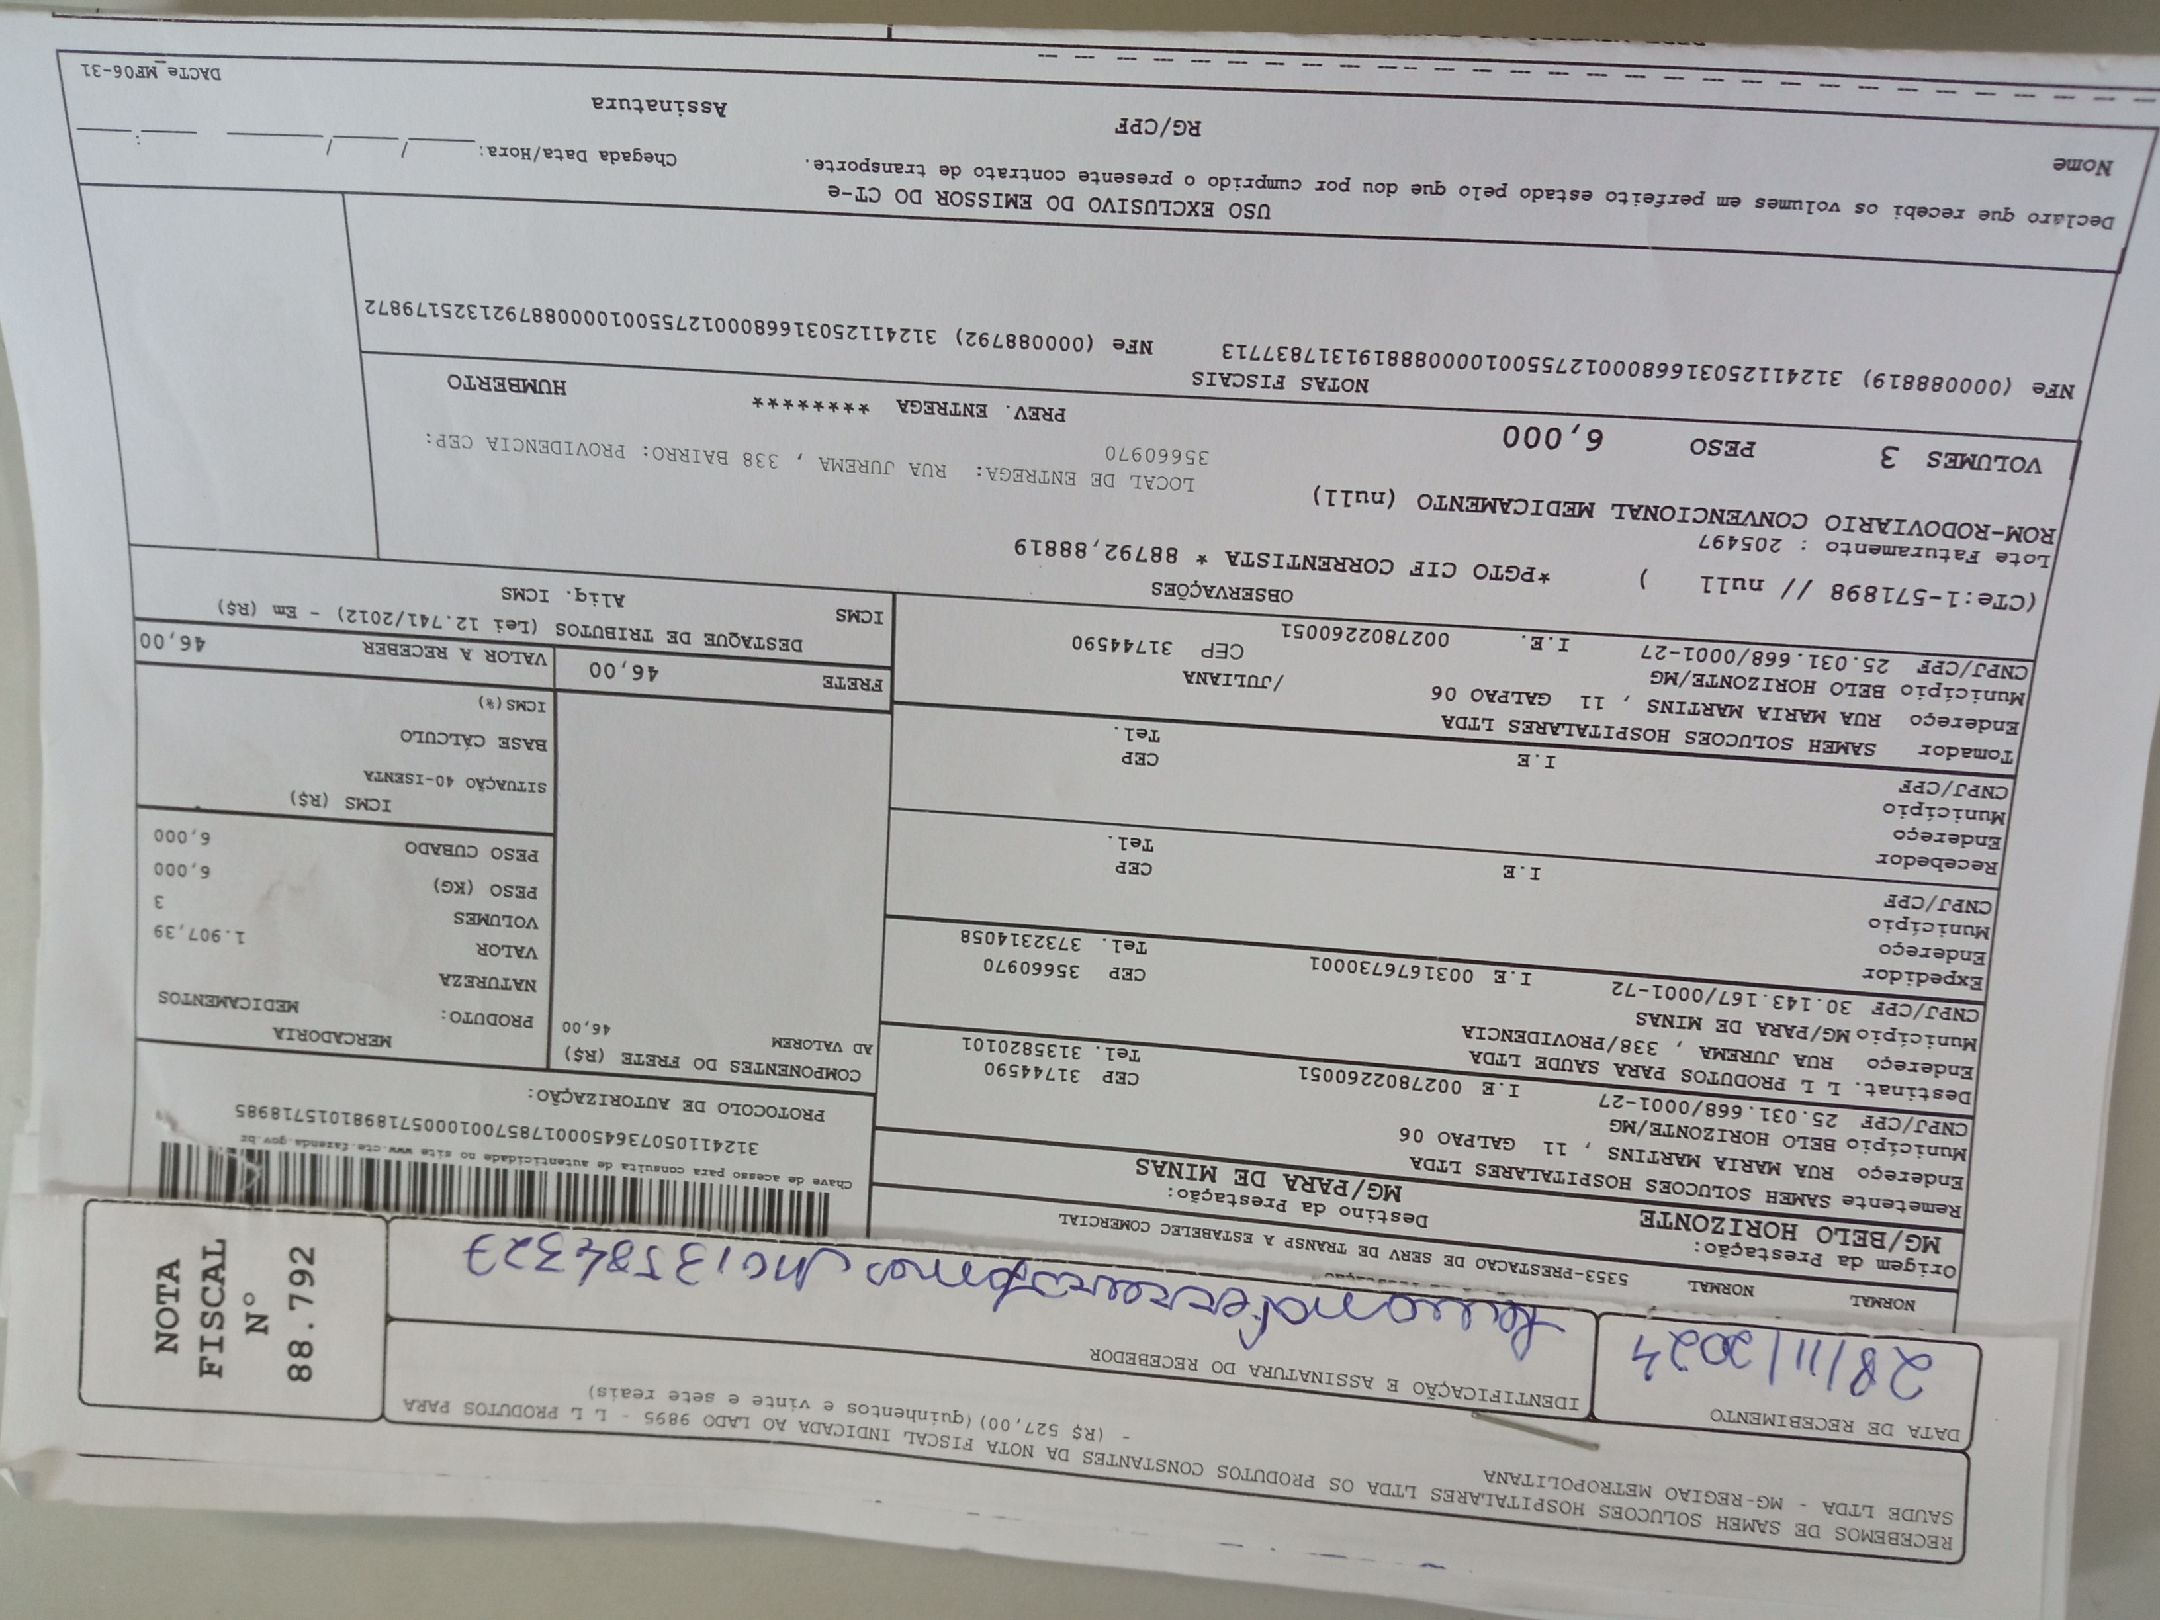 RECEBEMOS DE SAMEH SOLUCOES HOSPITALARES LTDA OS PRODUTOS CONSTANTES DA NOTA FISCAL INDICADA AO LADO 9895 - L L PRODUTOS PARA
SAUDE LTDA - MG-REGIAO METROPOLITANA - (R$ 527,00)(quinhentos e vinte e sete reais)
DATA DE RECEBIMENTO
28/11/2024
IDENTIFICAÇÃO E ASSINATURA DO RECEBEDOR
13584327
NOTA
FISCAL
N°
88.792
NORMAL NORMAL 5353-PRESTACAO DE SERV DE TRANSP A ESTABELEC COMERCIAL
Origem da Prestação: Destino da Prestação:
MG/BELO HORIZONTE MG/PARA DE MINAS
Remetente SAMEH SOLUCOES HOSPITALARES LTDA
Endereço RUA MARIA MARTINS , 11 GALPAO 06
Município BELO HORIZONTE/MG CEP 31744590
CNPJ/CPF 25.031.668/0001-27 I.E 0027802260051 Tel. 3135820101
Destinat. L L PRODUTOS PARA SAUDE LTDA
Endereço RUA JUREMA , 338/PROVIDENCIA
Município MG/PARA DE MINAS CEP 35660970
CNPJ/CPF 30.143.167/0001-72 I.E 0031676730001 Tel. 3732314058
Expedidor
Endereço
Município CEP
CNPJ/CPF I.E Tel.
Recebedor
Endereço
Município CEP
CNPJ/CPF I.E Tel.
Tomador SAMEH SOLUCOES HOSPITALARES LTDA
Endereço RUA MARIA MARTINS , 11 GALPAO 06 /JULIANA
Município BELO HORIZONTE/MG CEP 31744590
CNPJ/CPF 25.031.668/0001-27 I.E. 0027802260051
Chave de acesso para consulta de autenticidade no site www.cte.fazenda.gov.br
31241105073645000178570010005718981015718985
PROTOCOLO DE AUTORIZAÇÃO:
COMPONENTES DO FRETE (R$)
AD VALOREM 46,00
MERCADORIA
PRODUTO: MEDICAMENTOS
NATUREZA
VALOR 1.907,39
VOLUMES 3
PESO (KG) 6,000
PESO CUBADO 6,000
ICMS (R$)
SITUAÇÃO 40-ISENTA
BASE CÁLCULO
ICMS(%)
FRETE 46,00 VALOR A RECEBER 46,00
DESTAQUE DE TRIBUTOS (Lei 12.741/2012) - Em (R$)
ICMS Aliq. ICMS
OBSERVAÇÕES
(CTe:1-571898 // null ) *PGTO CIF CORRENTISTA * 88792,88819
Lote Faturamento : 205497
ROM-RODOVIARIO CONVENCIONAL MEDICAMENTO (null)
LOCAL DE ENTREGA: RUA JUREMA , 338 BAIRRO: PROVIDENCIA CEP:
35660970
VOLUMES 3 PESO 6,000 PREV. ENTREGA ******** HUMBERTO
NOTAS FISCAIS
NFe (000088819) 31241125031668000127550010000888191317837713 NFe (000088792) 31241125031668000127550010000887921325179872
USO EXCLUSIVO DO EMISSOR DO CT-e
Declaro que recebi os volumes em perfeito estado pelo que dou por cumprido o presente contrato de transporte.
Chegada Data/Hora: ____/____/____ ___:___
Nome RG/CPF Assinatura
DACTe_MF06-31